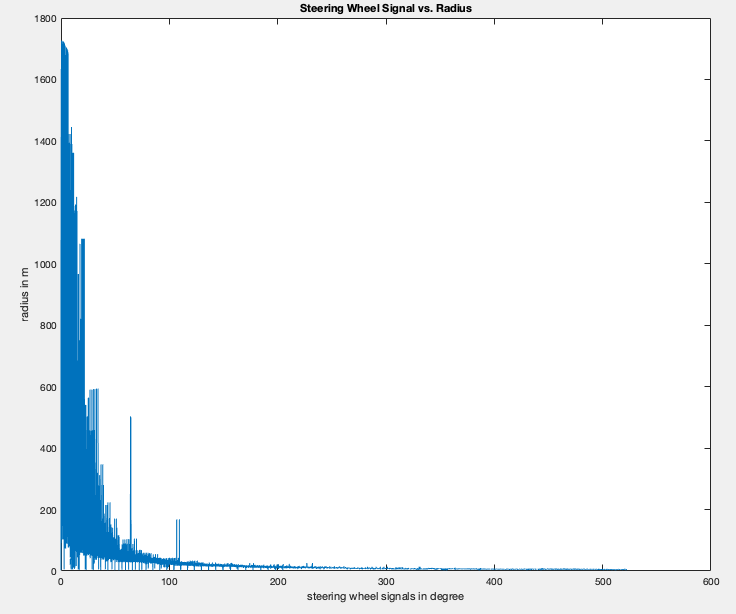 Steering Wheel Signal vs. Radius
1800
1600
1400
1200
1000
800
600
400
200
0
radius in m
0 100 200 300 400 500 600
steering wheel signals in degree